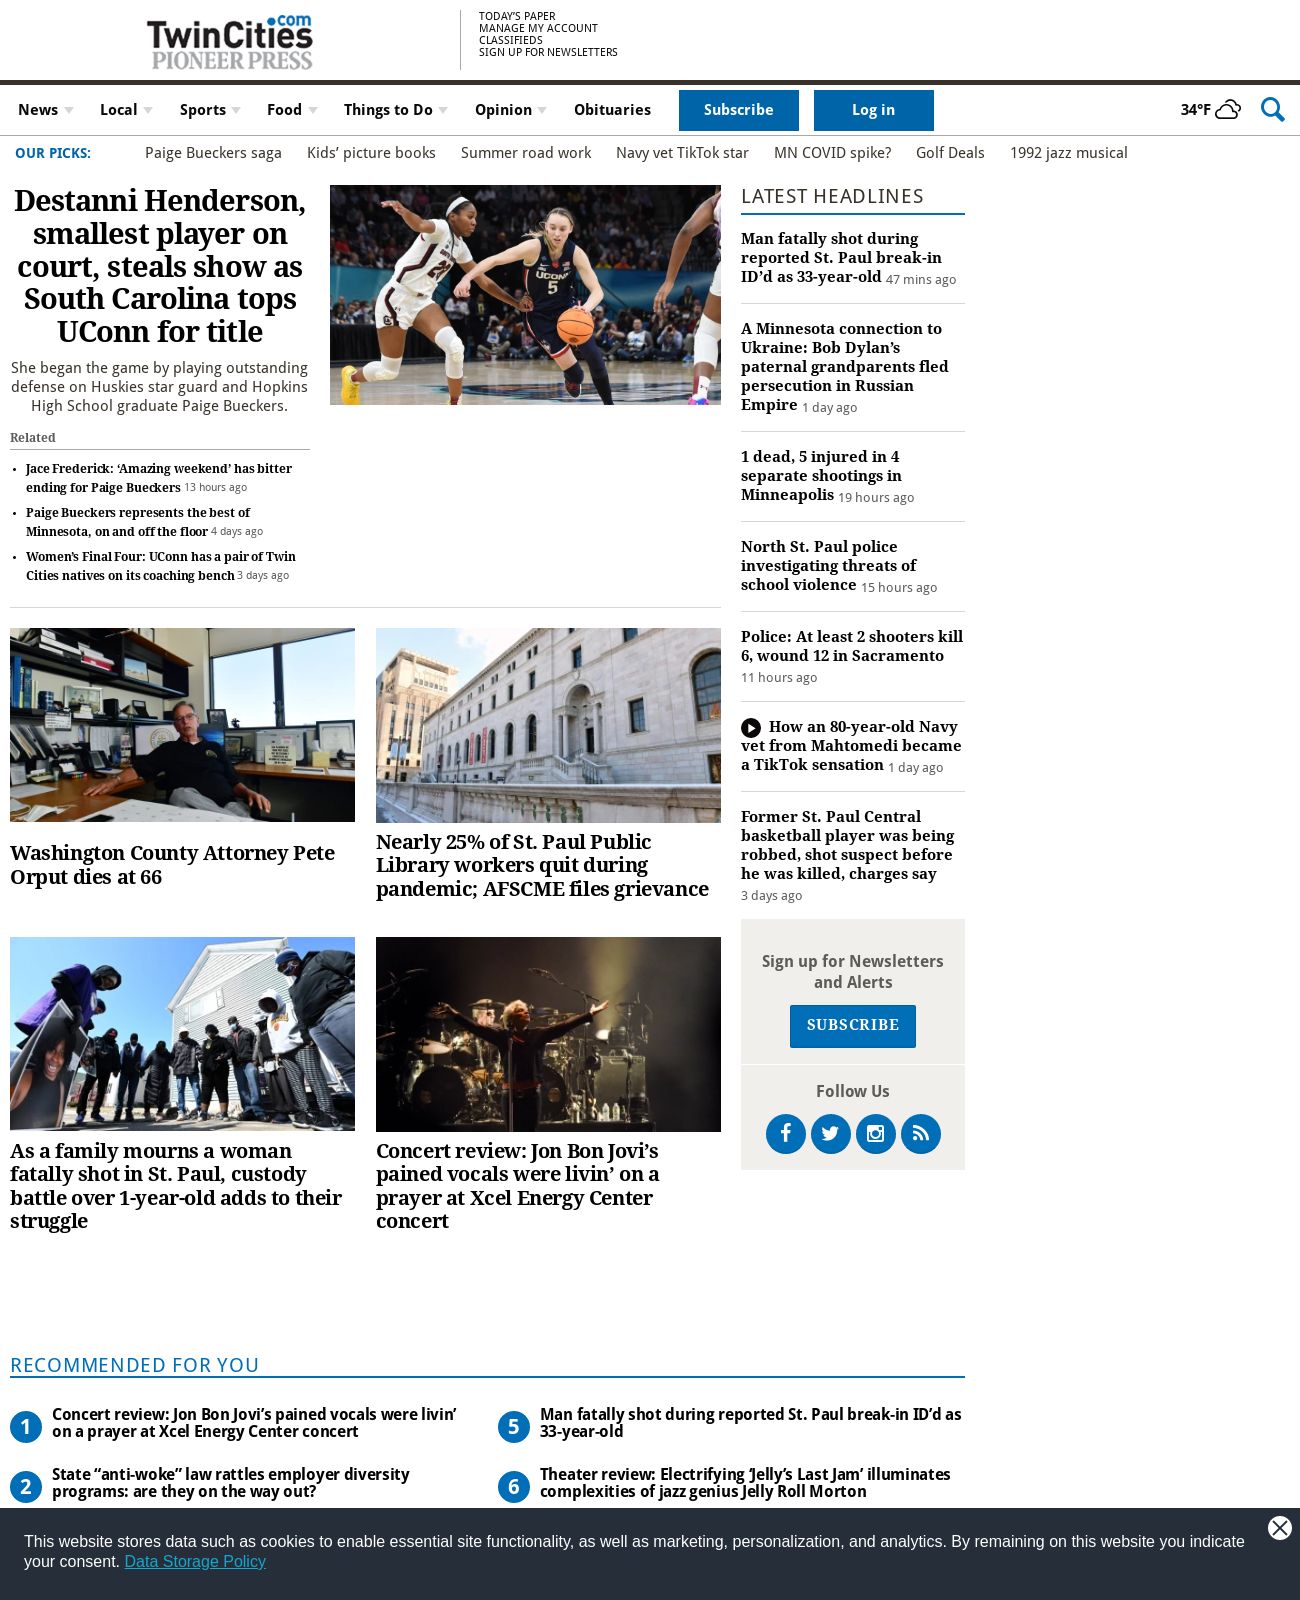 TwinCities.com
PIONEER PRESS
TODAY'S PAPER
MANAGE MY ACCOUNT
CLASSIFIEDS
SIGN UP FOR NEWSLETTERS
News Local Sports Food Things to Do Opinion Obituaries Subscribe Log in 34°F
OUR PICKS: Paige Bueckers saga Kids’ picture books Summer road work Navy vet TikTok star MN COVID spike? Golf Deals 1992 jazz musical
Destanni Henderson,
smallest player on
court, steals show as
South Carolina tops
UConn for title
She began the game by playing outstanding
defense on Huskies star guard and Hopkins
High School graduate Paige Bueckers.
Related
• Jace Frederick: ‘Amazing weekend’ has bitter
ending for Paige Bueckers 13 hours ago
• Paige Bueckers represents the best of
Minnesota, on and off the floor 4 days ago
• Women’s Final Four: UConn has a pair of Twin
Cities natives on its coaching bench 3 days ago
UCONN
5
Washington County Attorney Pete
Orput dies at 66
Nearly 25% of St. Paul Public
Library workers quit during
pandemic; AFSCME files grievance
As a family mourns a woman
fatally shot in St. Paul, custody
battle over 1-year-old adds to their
struggle
Concert review: Jon Bon Jovi’s
pained vocals were livin’ on a
prayer at Xcel Energy Center
concert
LATEST HEADLINES
Man fatally shot during
reported St. Paul break-in
ID’d as 33-year-old 47 mins ago
A Minnesota connection to
Ukraine: Bob Dylan’s
paternal grandparents fled
persecution in Russian
Empire 1 day ago
1 dead, 5 injured in 4
separate shootings in
Minneapolis 19 hours ago
North St. Paul police
investigating threats of
school violence 15 hours ago
Police: At least 2 shooters kill
6, wound 12 in Sacramento
11 hours ago
How an 80-year-old Navy
vet from Mahtomedi became
a TikTok sensation 1 day ago
Former St. Paul Central
basketball player was being
robbed, shot suspect before
he was killed, charges say
3 days ago
Sign up for Newsletters
and Alerts
SUBSCRIBE
Follow Us
RECOMMENDED FOR YOU
1 Concert review: Jon Bon Jovi’s pained vocals were livin’
on a prayer at Xcel Energy Center concert
2 State “anti-woke” law rattles employer diversity
programs: are they on the way out?
5 Man fatally shot during reported St. Paul break-in ID’d as
33-year-old
6 Theater review: Electrifying ‘Jelly’s Last Jam’ illuminates
complexities of jazz genius Jelly Roll Morton
This website stores data such as cookies to enable essential site functionality, as well as marketing, personalization, and analytics. By remaining on this website you indicate
your consent. Data Storage Policy